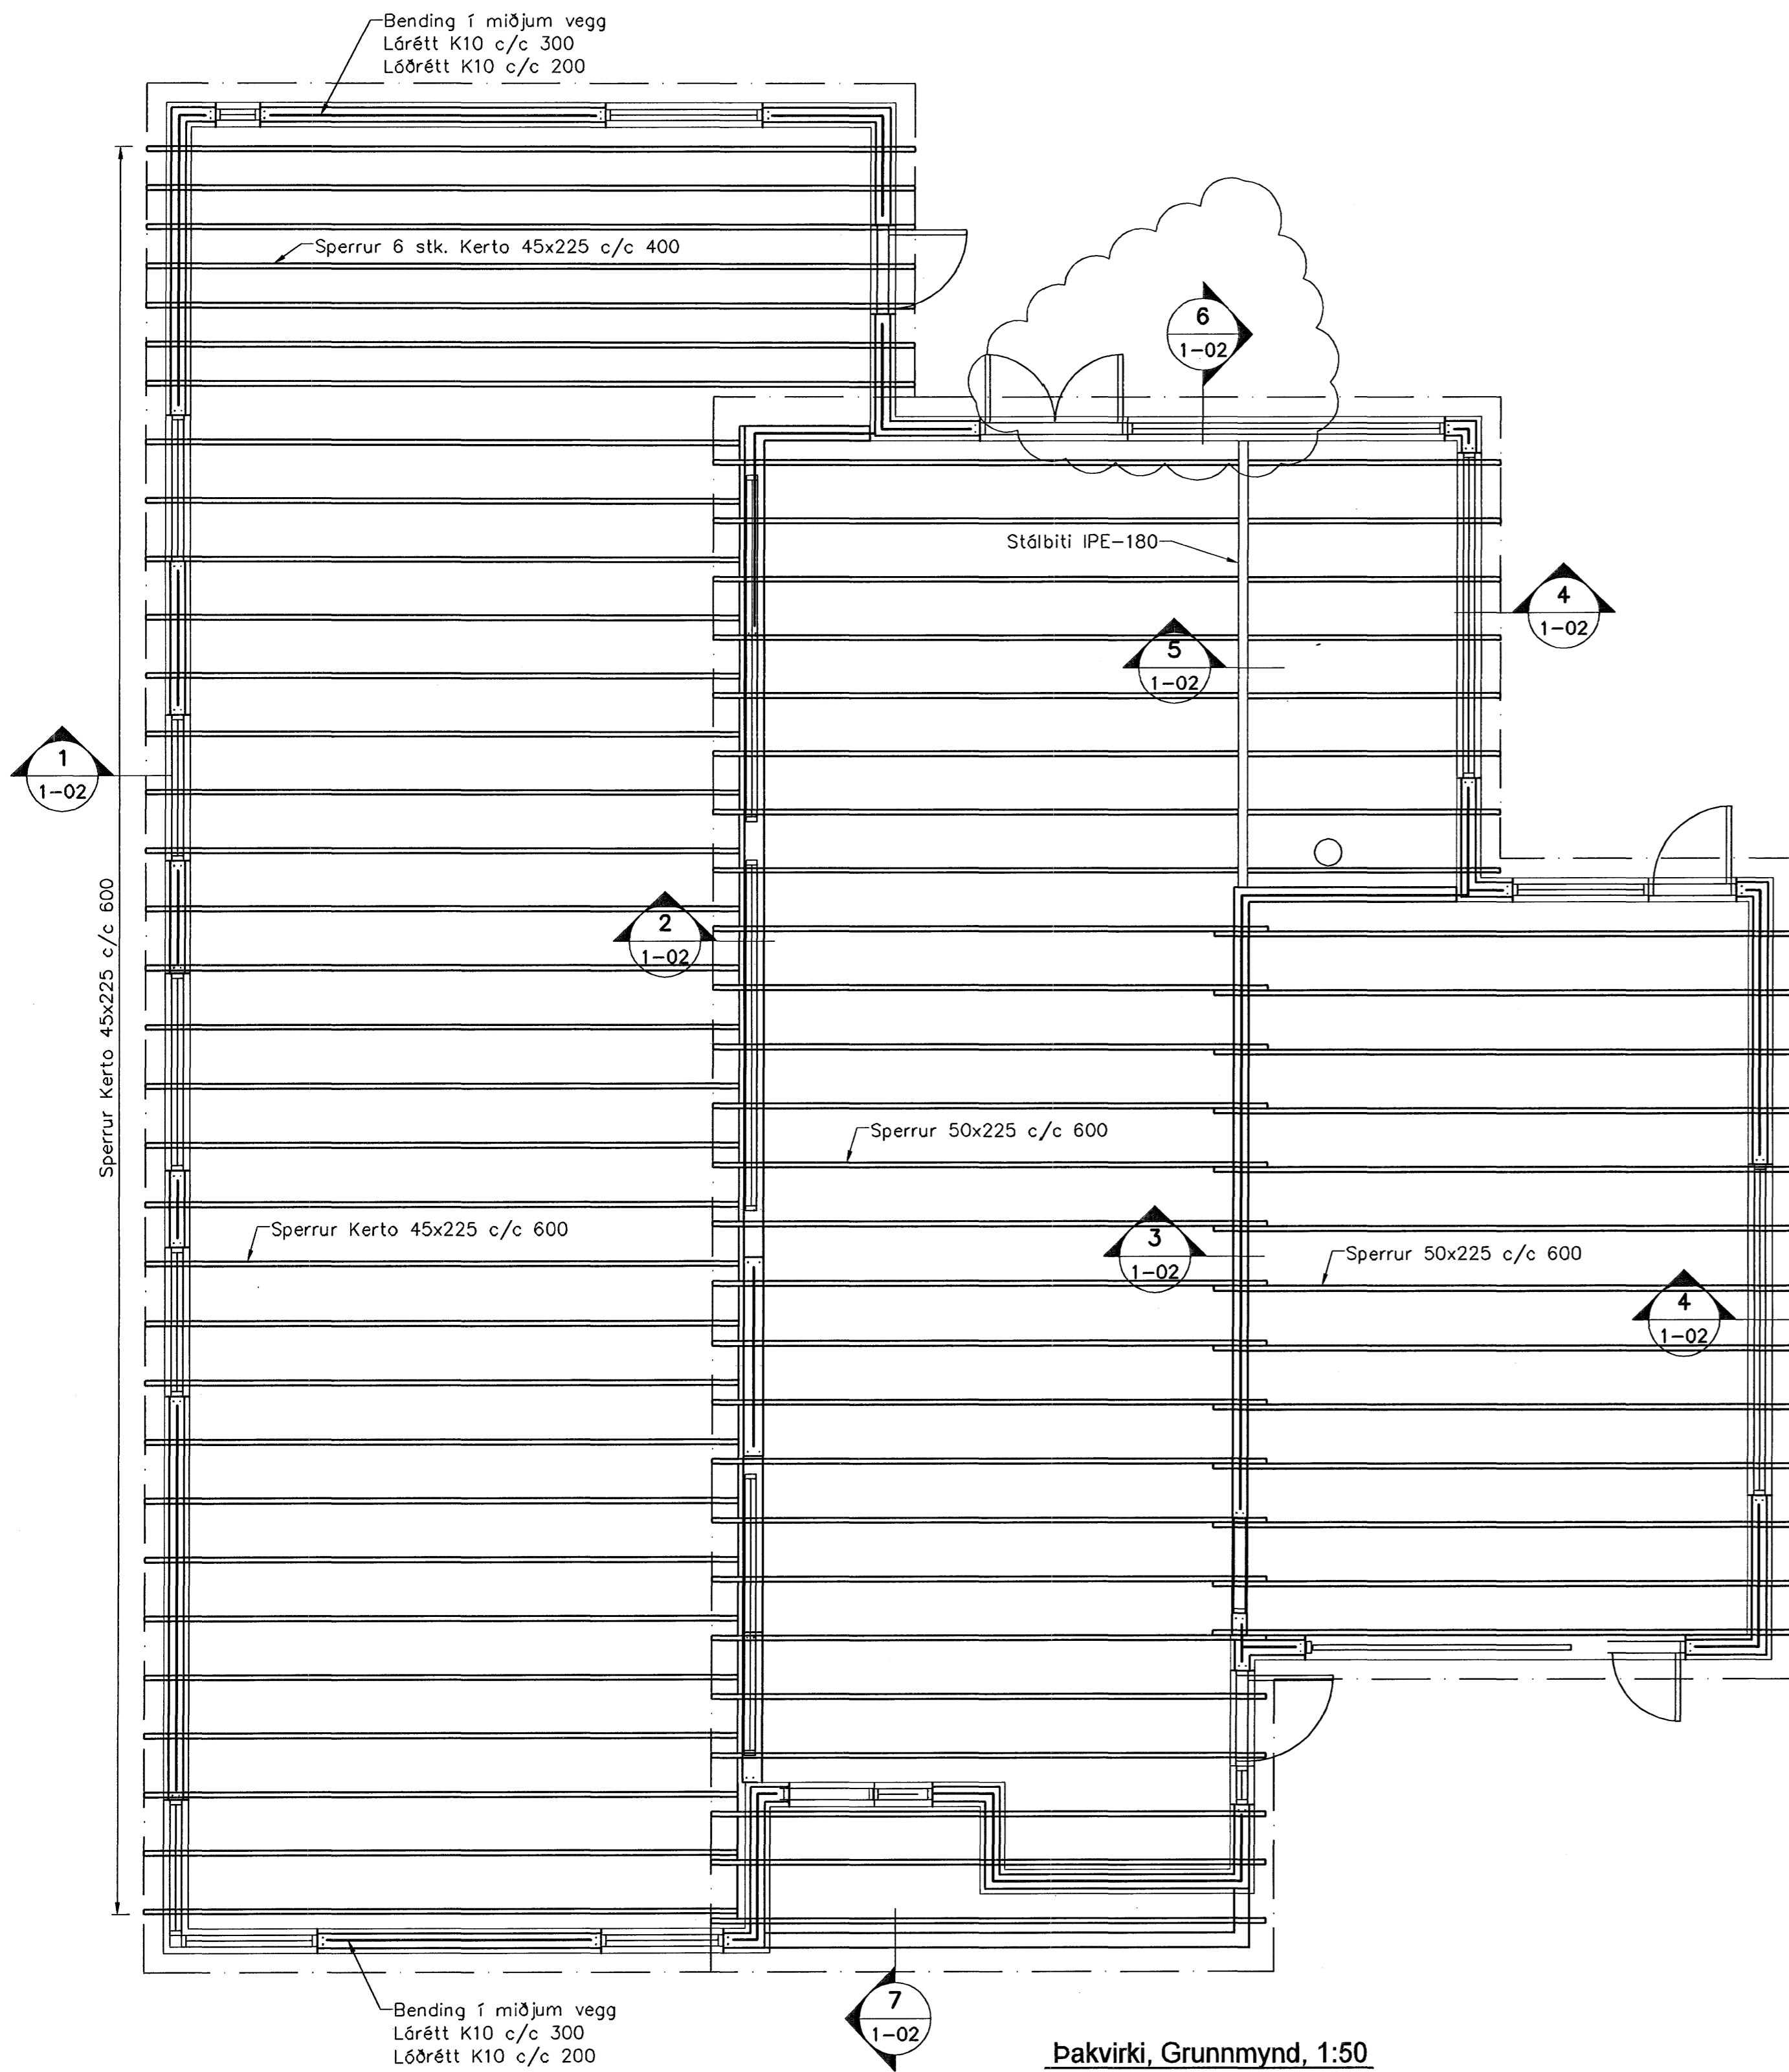 Bending í miðjum vegg
Lárétt K10 c/c 300
Lóðrétt K10 c/c 200
Sperrur 6 stk. Kerto 45x225 c/c 400
6
1-02
Stálbiti IPE-180
4
1-02
5
1-02
1
1-02
Sperrur Kerto 45x225 c/c 600
2
1-02
Sperrur 50x225 c/c 600
Sperrur Kerto 45x225 c/c 600
3
1-02
Sperrur 50x225 c/c 600
4
1-02
Bending í miðjum vegg
Lárétt K10 c/c 300
Lóðrétt K10 c/c 200
7
1-02
Þakvirki, Grunnmynd, 1:50